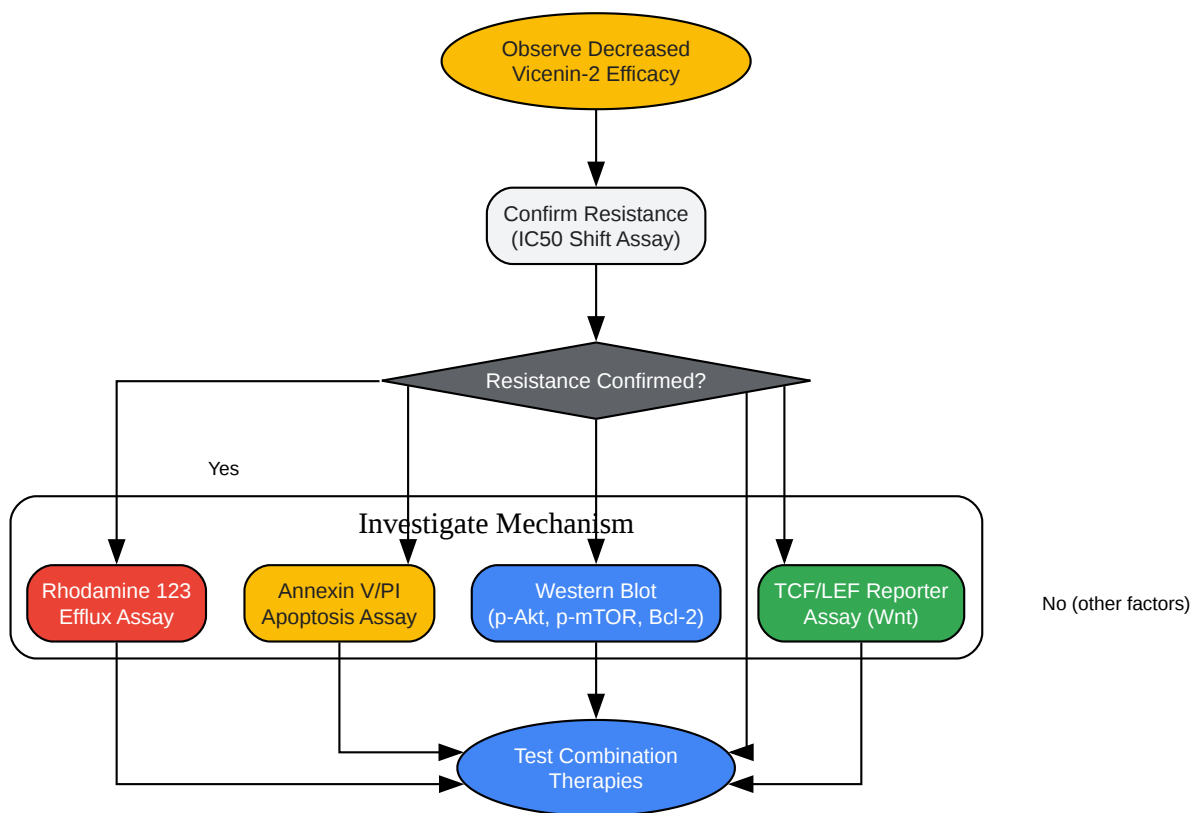 Observe Decreased
Vicenin-2 Efficacy
Confirm Resistance
(IC50 Shift Assay)
Resistance Confirmed?
Yes
Investigate Mechanism
Rhodamine 123
Efflux Assay
Annexin V/PI
Apoptosis Assay
Western Blot
(p-Akt, p-mTOR, Bcl-2)
TCF/LEF Reporter
Assay (Wnt)
No (other factors)
Test Combination
Therapies